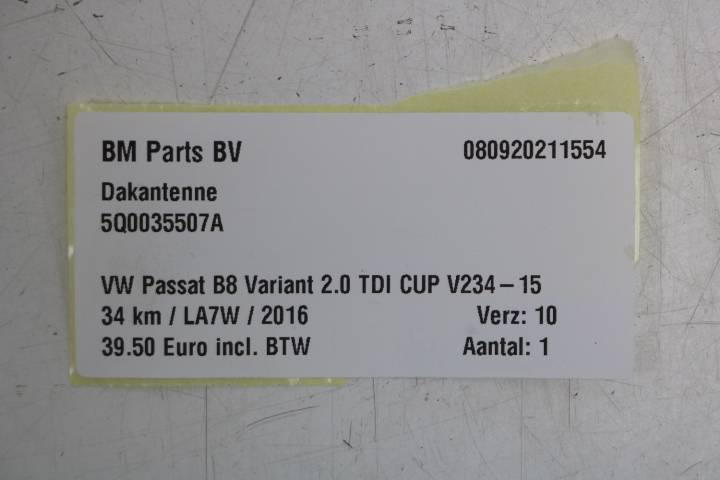 BM Parts BV 080920211554
Dakantenne
5Q0035507A
VW Passat B8 Variant 2.0 TDI CUP V234-15
34 km / LA7W / 2016 Verz: 10
39.50 Euro incl. BTW Aantal: 1